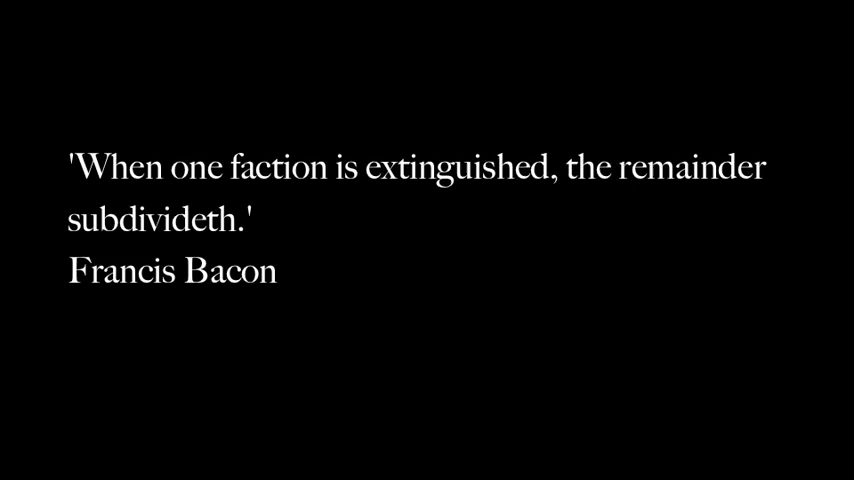 'When one faction is extinguished, the remainder
subdivideth.'
Francis Bacon